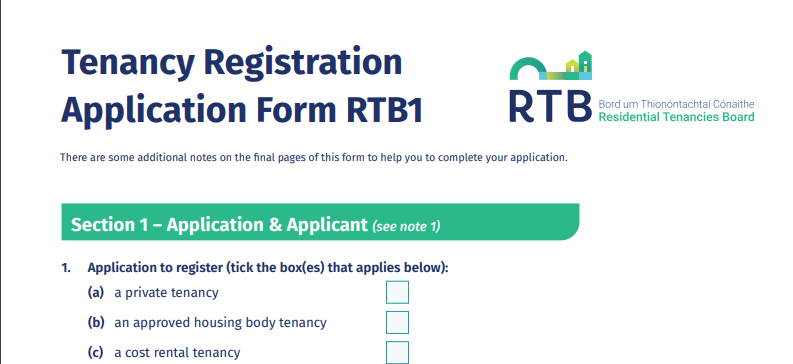 Tenancy Registration
Application Form RTB1
RTB Bord um Thionóntachtaí Cónaithe
Residential Tenancies Board
There are some additional notes on the final pages of this form to help you to complete your application.
Section 1 – Application & Applicant (see note 1)
1. Application to register (tick the box(es) that applies below):
(a) a private tenancy
(b) an approved housing body tenancy
(c) a cost rental tenancy